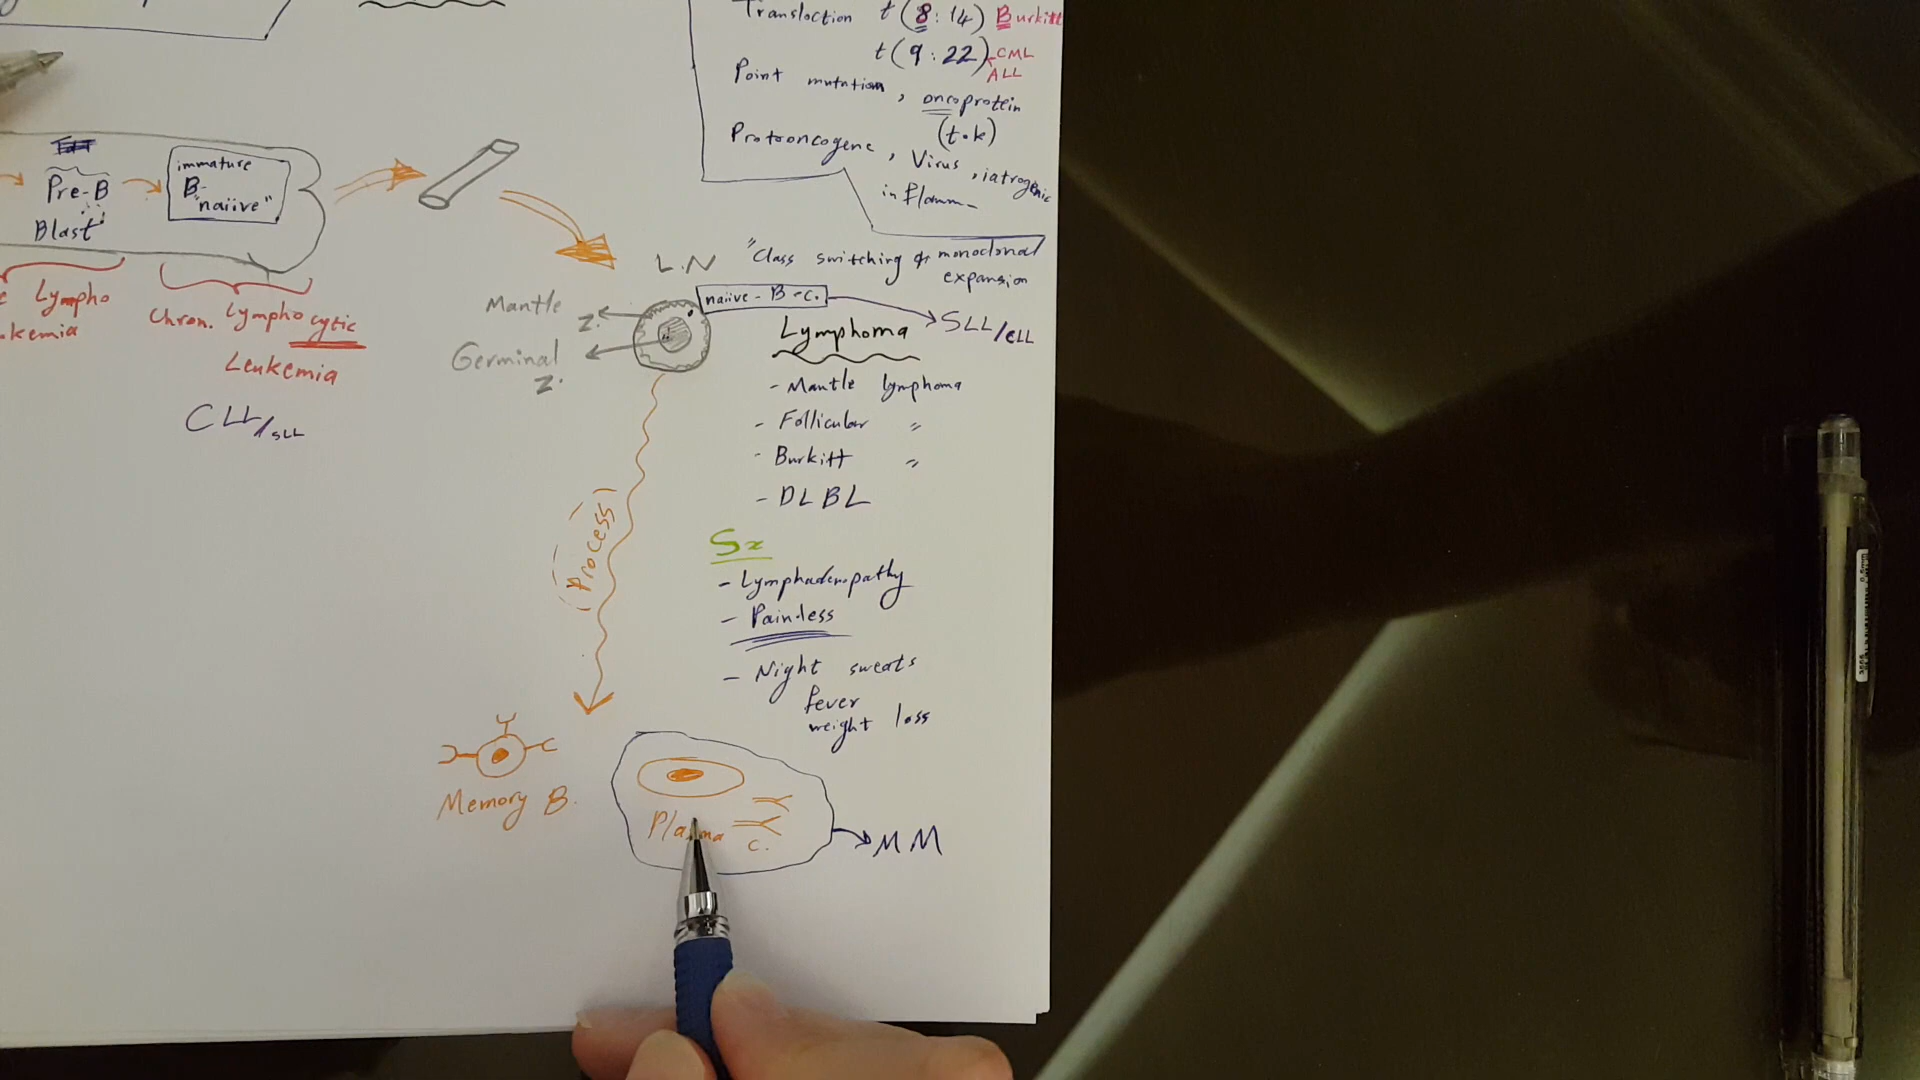 Transloction t(8:14) Burkitt
t(9:22) CML
ALL
Point mutation, oncoprotein
(t.k)
Protooncogene, Virus, iatrogenic
inflamm-
Pre-B
Blast
immature
B-
"naiive"
Lympho
kemia
Chron. Lymphocytic
Leukemia
CLL/SLL
L.N
"Class switching & monoclonal
expansion
Mantle
Z.
Germinal
Z.
naiive-B-c.
SLL/CLL
Lymphoma
- Mantle lymphoma
- Follicular "
- Burkitt "
- DLBL
(Process)
Sx
- Lymphadenopathy
- Painless
- Night sweats
fever
weight loss
Memory B.
Plasma
c.
MM